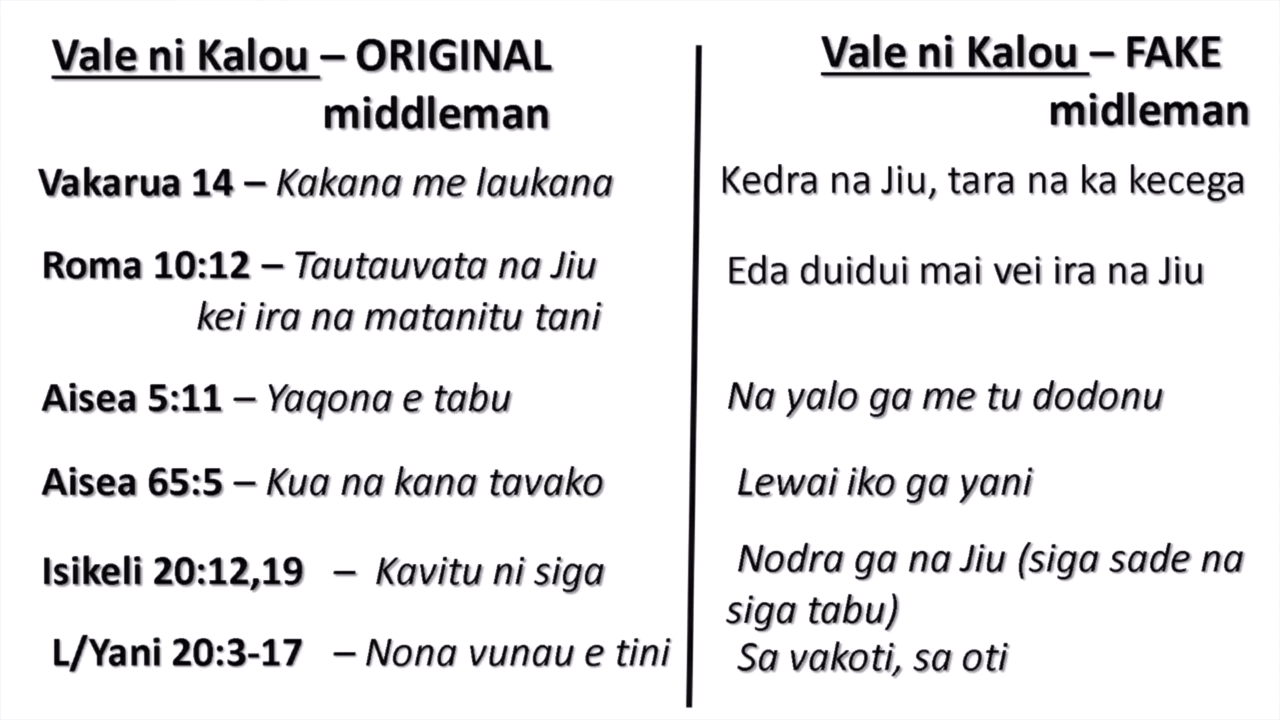 Vale ni Kalou – ORIGINAL
middleman
Vakarua 14 – Kakana me laukana
Roma 10:12 – Tautauvata na Jiu
kei ira na matanitu tani
Aisea 5:11 – Yaqona e tabu
Aisea 65:5 – Kua na kana tavako
Isikeli 20:12,19 – Kavitu ni siga
L/Yani 20:3-17 – Nona vunau e tini
Vale ni Kalou – FAKE
midleman
Kedra na Jiu, tara na ka kecega
Eda duidui mai vei ira na Jiu
Na yalo ga me tu dodonu
Lewai iko ga yani
Nodra ga na Jiu (siga sade na
siga tabu)
Sa vakoti, sa oti